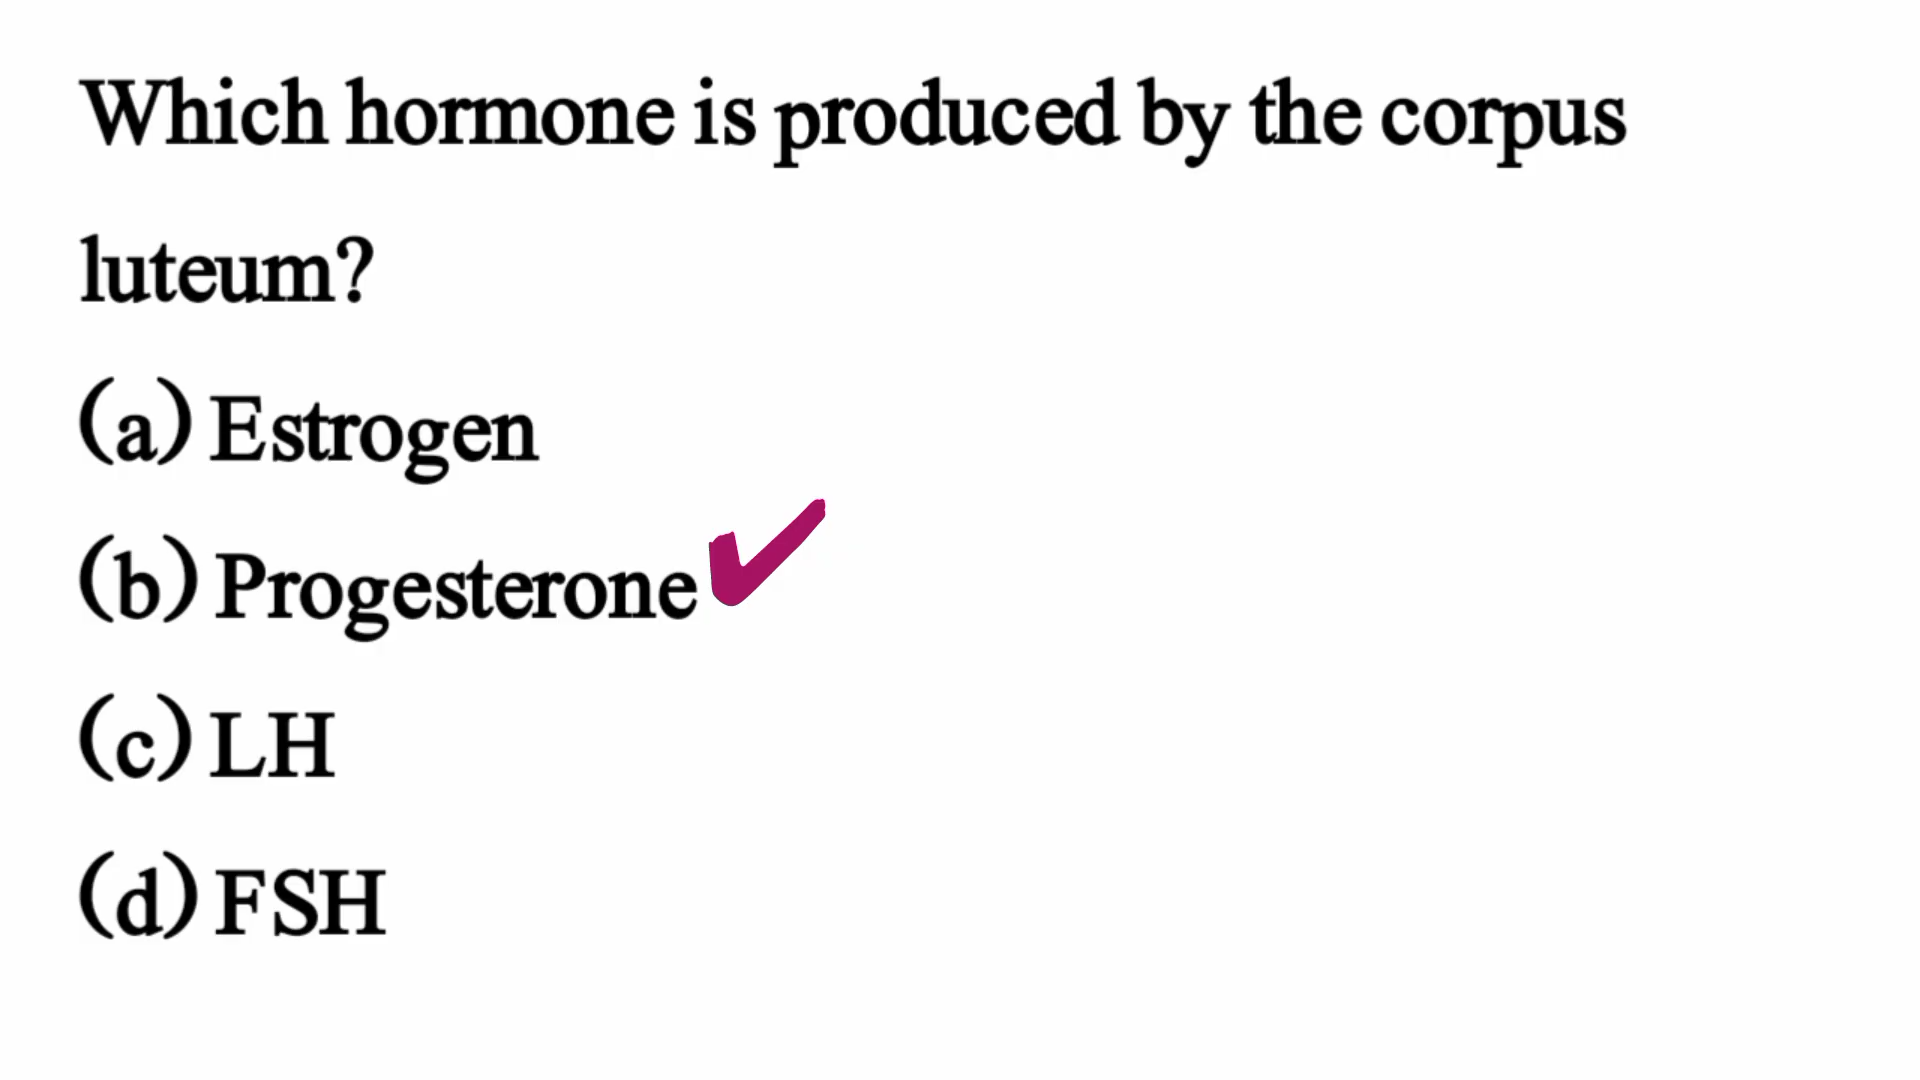 Which hormone is produced by the corpus
luteum?
(a) Estrogen
(b) Progesterone
(c) LH
(d) FSH